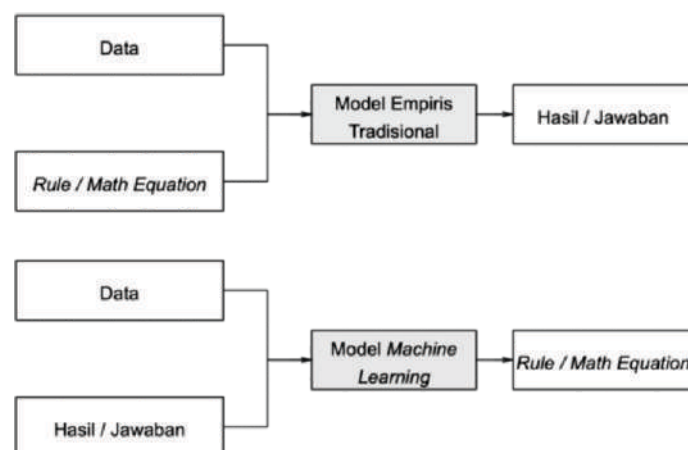 Data
Rule / Math Equation
Model Empiris
Tradisional
Hasil / Jawaban
Data
Hasil / Jawaban
Model Machine
Learning
Rule / Math Equation